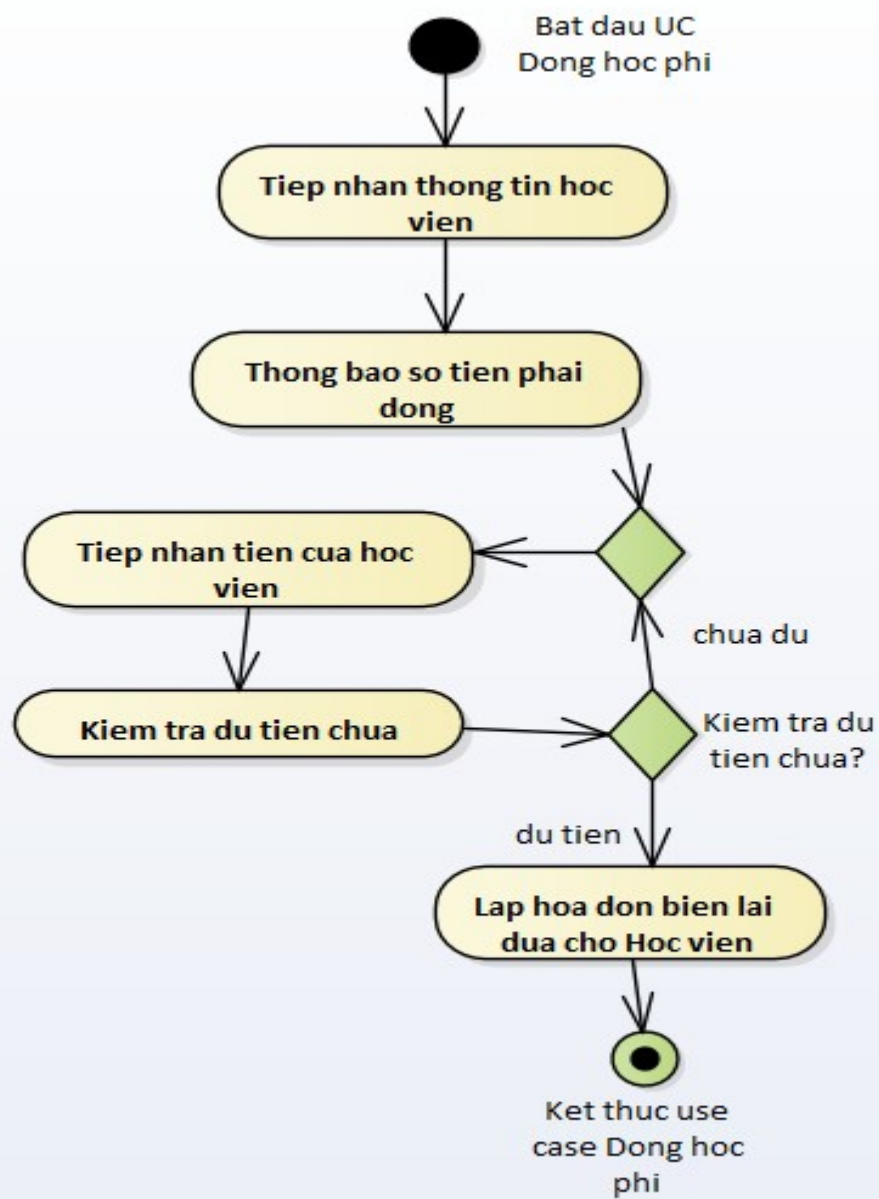 Bat dau UC
Dong hoc phi
Tiep nhan thong tin hoc
vien
Thong bao so tien phai
dong
Tiep nhan tien cua hoc
vien
chua du
Kiem tra du tien chua
Kiem tra du
tien chua?
du tien
Lap hoa don bien lai
dua cho Hoc vien
Ket thuc use
case Dong hoc
phi